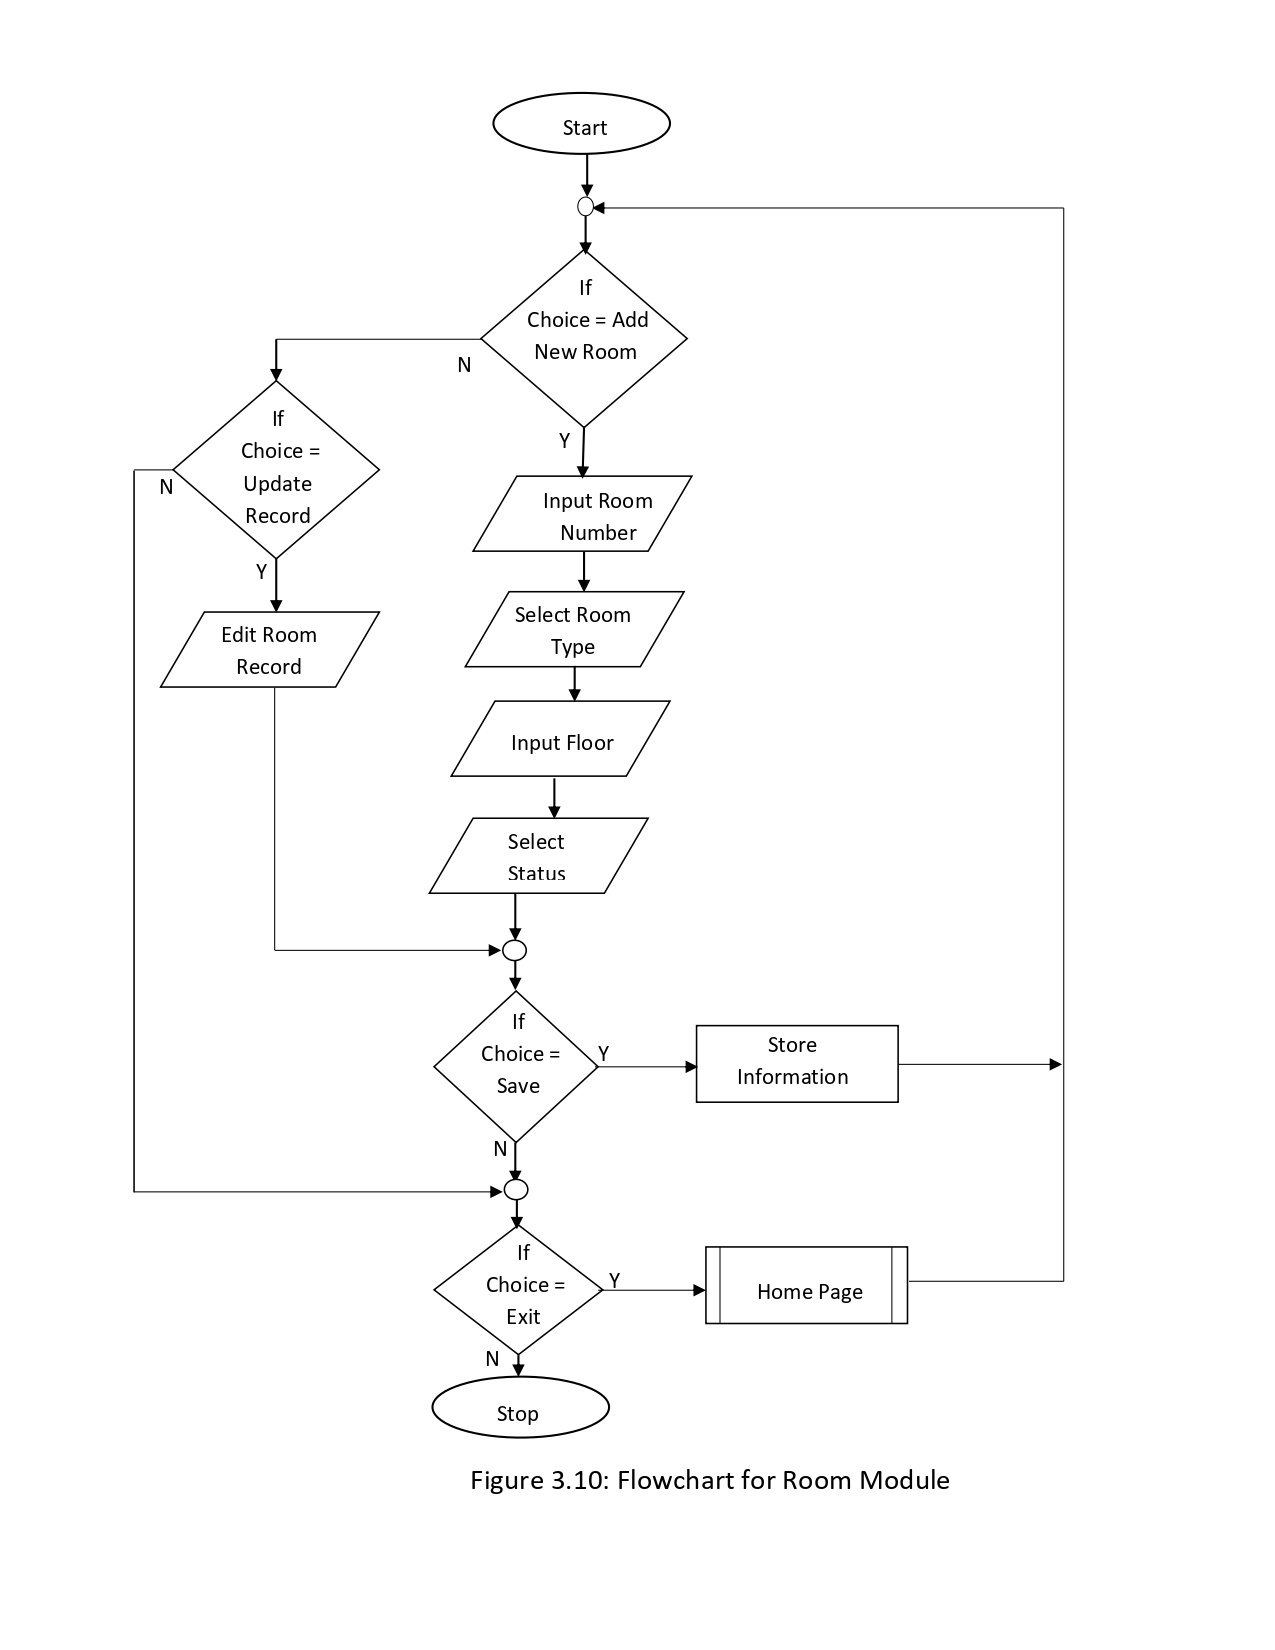 Start
If
Choice = Add
New Room
N
Y
If
Choice =
Update
Record
N
Y
Input Room
Number
Select Room
Type
Edit Room
Record
Input Floor
Select
Status
If
Choice =
Save
Y
Store
Information
N
If
Choice =
Exit
Y
Home Page
N
Stop
Figure 3.10: Flowchart for Room Module